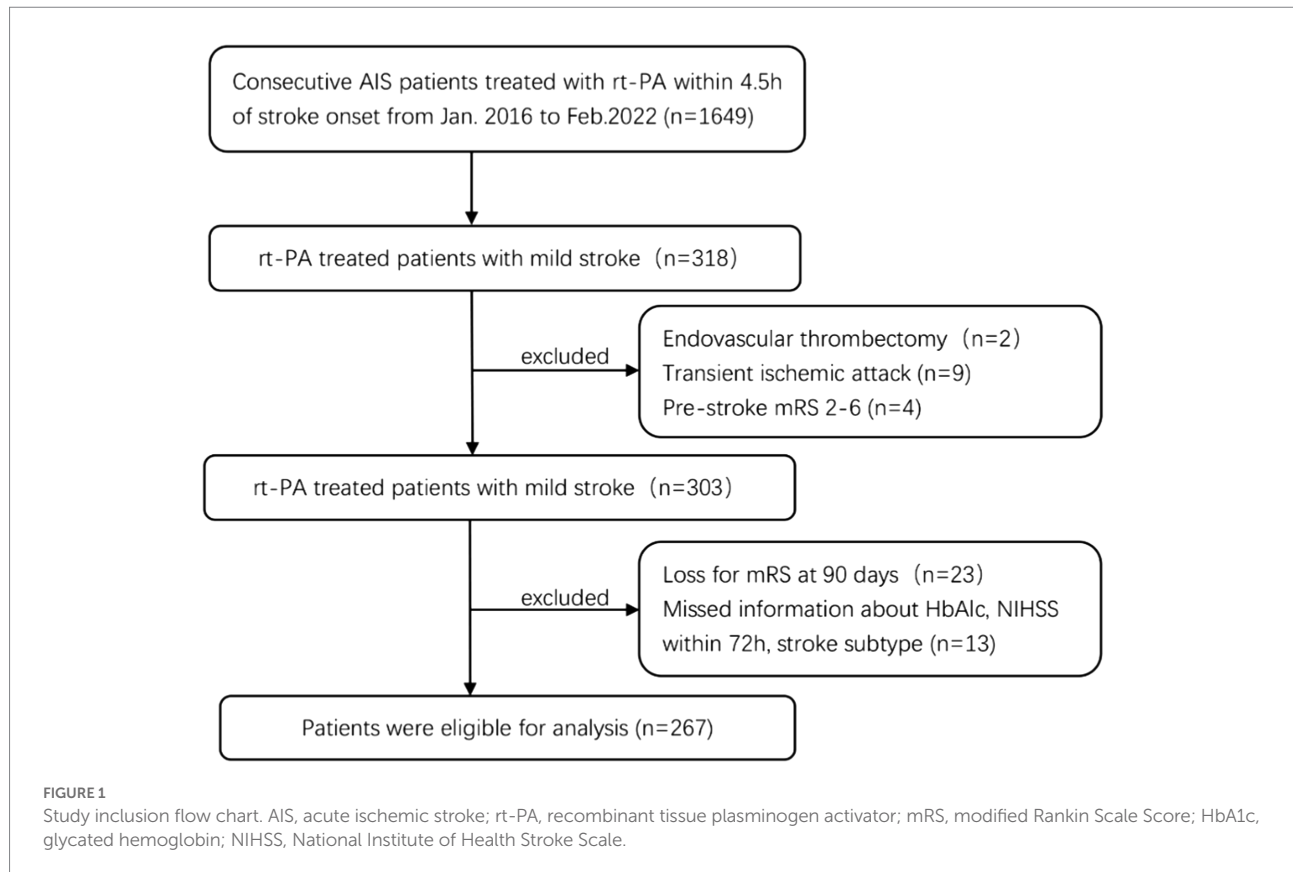 Consecutive AIS patients treated with rt-PA within 4.5h
of stroke onset from Jan. 2016 to Feb.2022 (n=1649)
rt-PA treated patients with mild stroke (n=318)
excluded
Endovascular thrombectomy (n=2)
Transient ischemic attack (n=9)
Pre-stroke mRS 2-6 (n=4)
rt-PA treated patients with mild stroke (n=303)
excluded
Loss for mRS at 90 days (n=23)
Missed information about HbAlc, NIHSS
within 72h, stroke subtype (n=13)
Patients were eligible for analysis (n=267)
FIGURE 1
Study inclusion flow chart. AIS, acute ischemic stroke; rt-PA, recombinant tissue plasminogen activator; mRS, modified Rankin Scale Score; HbA1c,
glycated hemoglobin; NIHSS, National Institute of Health Stroke Scale.